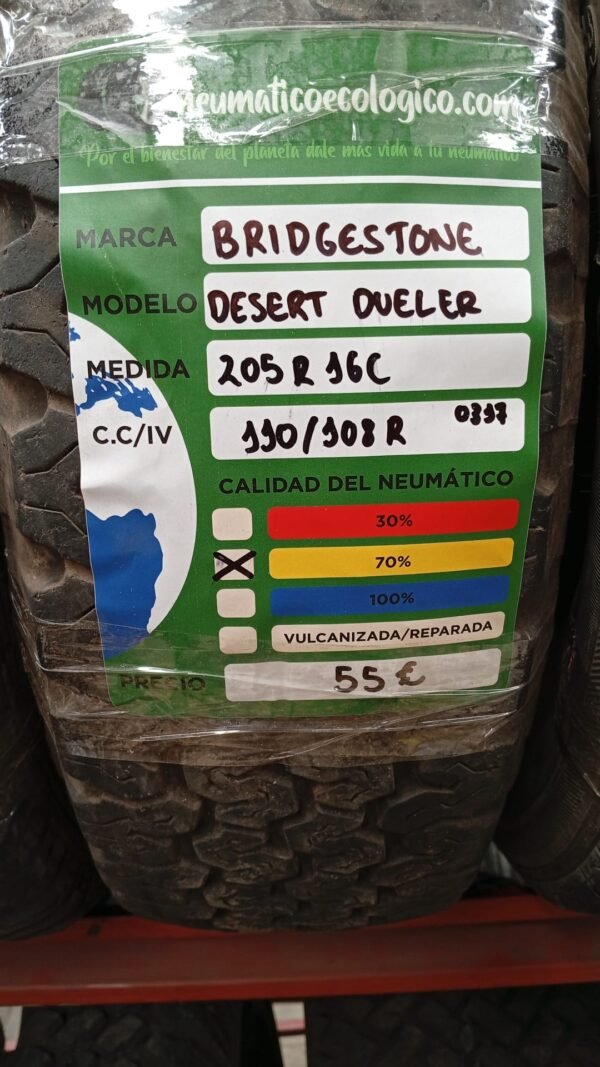 neumaticoecologico.com
Por el bienestar del planeta dale más vida a tu neumático
MARCA BRIDGESTONE
MODELO DESERT DUELER
MEDIDA 205 R 16C
C.C/IV 110/108 R 0317
CALIDAD DEL NEUMÁTICO
30%
70%
100%
VULCANIZADA/REPARADA
PRECIO 55 €